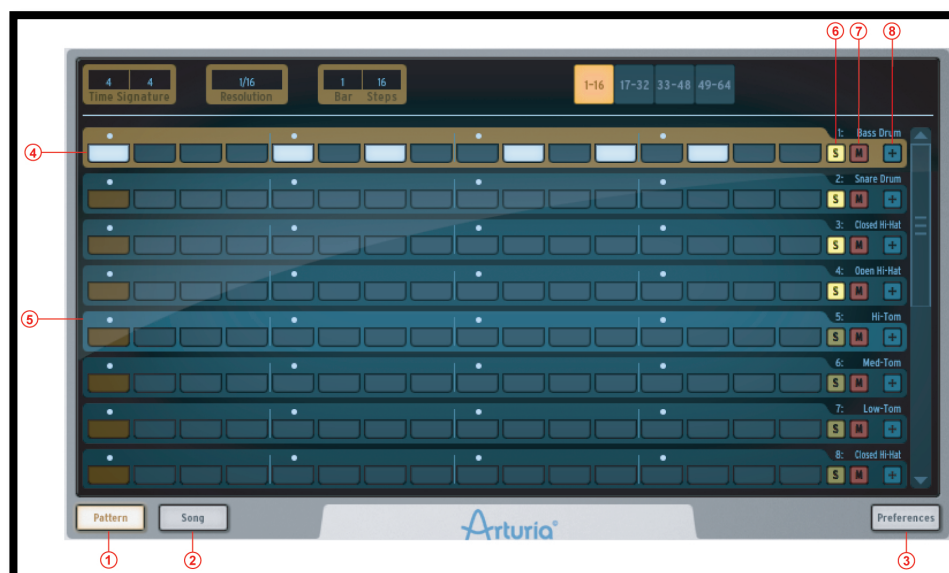 6 7 8
4 4 1/16 1 16
Time Signature Resolution Bar Steps
1-16 17-32 33-48 49-64
1: Bass Drum
4 S M +
2: Snare Drum
S M +
3: Closed Hi-Hat
S M +
4: Open Hi-Hat
S M +
5 5: Hi-Tom
S M +
6: Med-Tom
S M +
7: Low-Tom
S M +
8: Closed Hi-Hat
S M +
Pattern Song Arturia Preferences
1 2 3